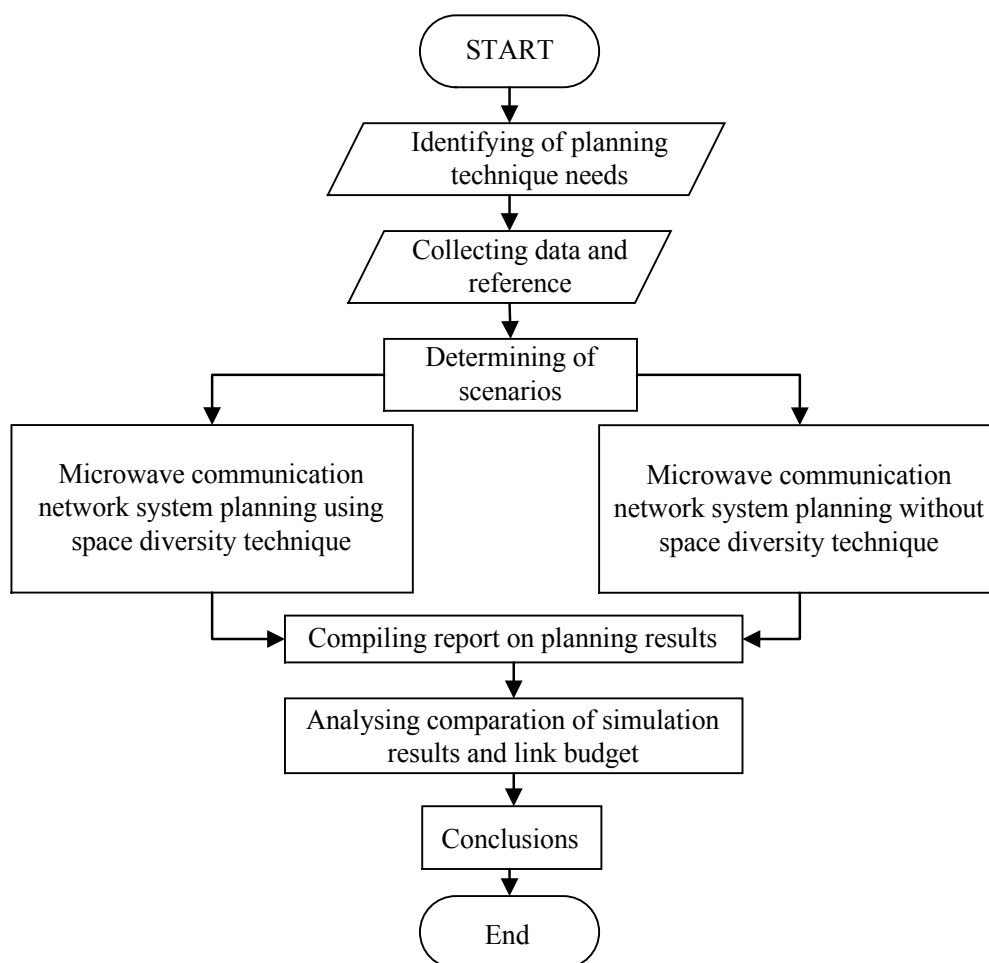 START
Identifying of planning
technique needs
Collecting data and
reference
Determining of
scenarios
Microwave communication
network system planning using
space diversity technique
Microwave communication
network system planning without
space diversity technique
Compiling report on planning results
Analysing comparation of simulation
results and link budget
Conclusions
End